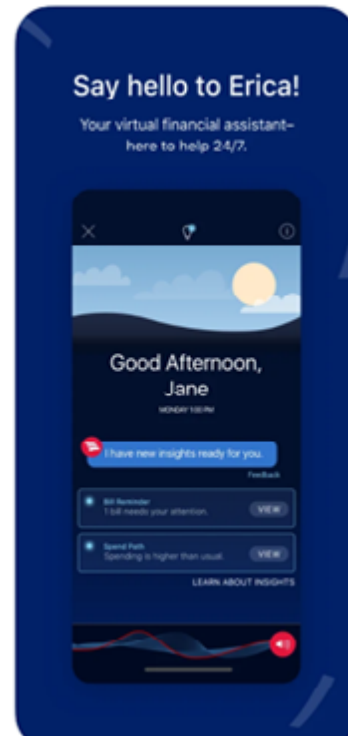 Say hello to Erica!
Your virtual financial assistant–
here to help 24/7.
Good Afternoon,
Jane
MONDAY 1:00 PM
I have new insights ready for you.
Feedback
Bill Reminder
1 bill needs your attention.
VIEW
Spend Path
Spending is higher than usual.
VIEW
LEARN ABOUT INSIGHTS